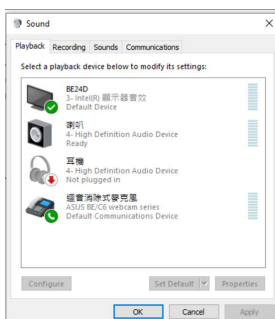 Sound
Playback Recording Sounds Communications
Select a playback device below to modify its settings:
BE24D
3- Intel(R) 顯示器音效
Default Device
喇叭
4- High Definition Audio Device
Ready
耳機
4- High Definition Audio Device
Not plugged in
迴音消除式麥克風
ASUS BE/C6 webcam series
Default Communications Device
Configure Set Default Properties
OK Cancel Apply